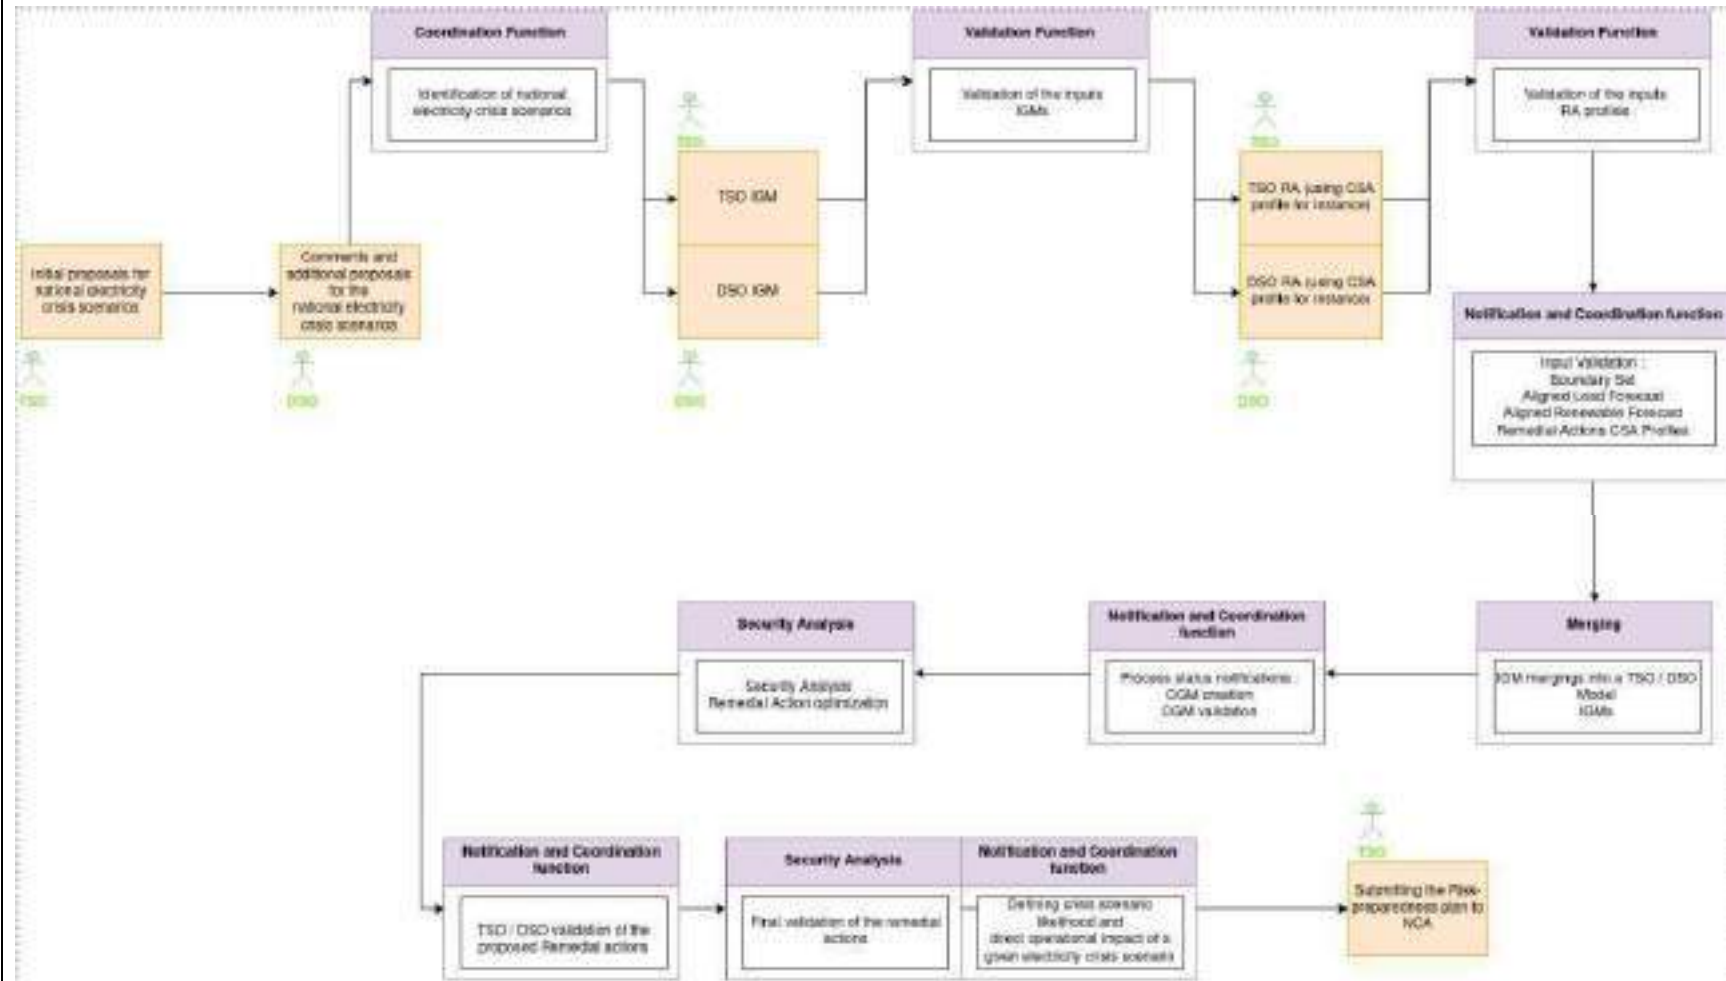 Coordination Function
Identification of national
electricity crisis scenarios
Validation Function
Validation of the inputs
IGMs
Validation Function
Validation of the inputs
RA profiles
TSO
TSO IGM
DSO IGM
DSO
TSO
TSO RA (using CSA
profile for instance)
DSO RA (using CSA
profile for instance)
DSO
Initial proposals for
national electricity
crisis scenarios
TSO
Comments and
additional proposals
for the
national electricity
crisis scenarios
DSO
Notification and Coordination function
Input Validation :
Boundary Set
Aligned Load Forecast
Aligned Renewable Forecast
Remedial Actions CSA Profiles
Security Analysis
Security Analysis
Remedial Action optimization
Notification and Coordination
function
Process status notifications
CGM creation
CGM validation
Merging
IGM mergings into a TSO / DSO
Model
IGMs
Notification and Coordination
function
TSO / DSO validation of the
proposed Remedial actions
Security Analysis
Final validation of the remedial
actions
Notification and Coordination
function
Defining crisis scenario
likelihood and
direct operational impact of a
given electricity crisis scenario
TSO
Submitting the Risk-
preparedness plan to
NCA